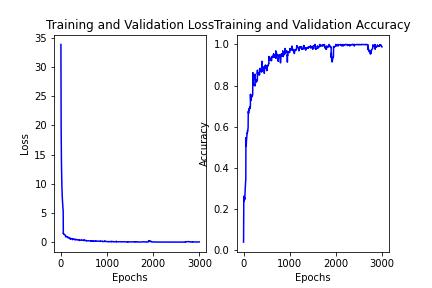 Training and Validation Loss
Loss
35
30
25
20
15
10
5
0
0 1000 2000 3000
Epochs
Training and Validation Accuracy
Accuracy
1.0
0.8
0.6
0.4
0.2
0.0
0 1000 2000 3000
Epochs